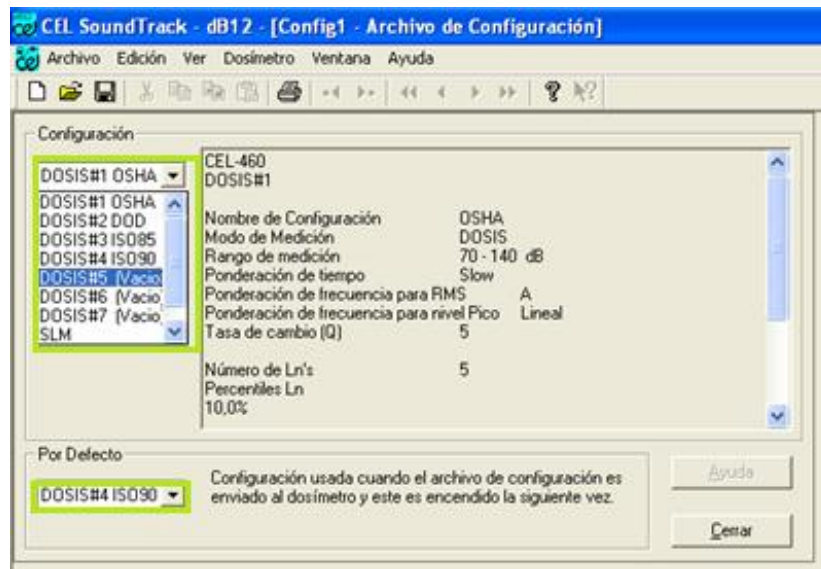 CEL SoundTrack - dB12 - [Config1 - Archivo de Configuración]
Archivo Edición Ver Dosímetro Ventana Ayuda
Configuración
DOSIS#1 OSHA
DOSIS#1 OSHA
DOSIS#2 DOD
DOSIS#3 ISO85
DOSIS#4 ISO90
DOSIS#5 (Vacio
DOSIS#6 (Vacio
DOSIS#7 (Vacio
SLM
CEL-460
DOSIS#1
Nombre de Configuración OSHA
Modo de Medición DOSIS
Rango de medición 70 - 140 dB
Ponderación de tiempo Slow
Ponderación de frecuencia para RMS A
Ponderación de frecuencia para nivel Pico Lineal
Tasa de cambio (Q) 5
Número de Ln's 5
Percentiles Ln
10,0%
Por Defecto
DOSIS#4 ISO90
Configuración usada cuando el archivo de configuración es
enviado al dosímetro y este es encendido la siguiente vez.
Ayuda
Cerrar